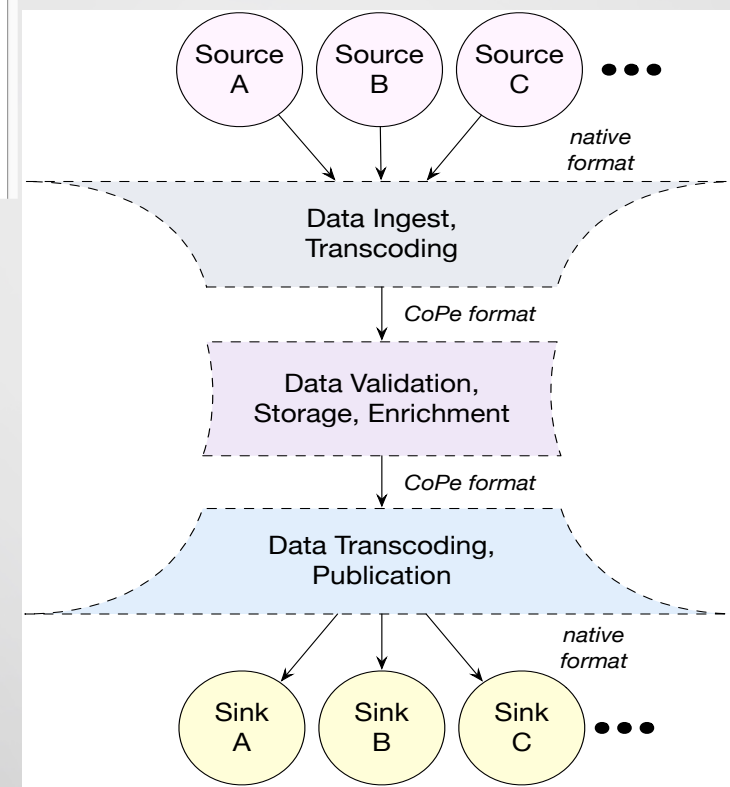 Source
A
Source
B
Source
C
native
format
Data Ingest,
Transcoding
CoPe format
Data Validation,
Storage, Enrichment
CoPe format
Data Transcoding,
Publication
native
format
Sink
A
Sink
B
Sink
C